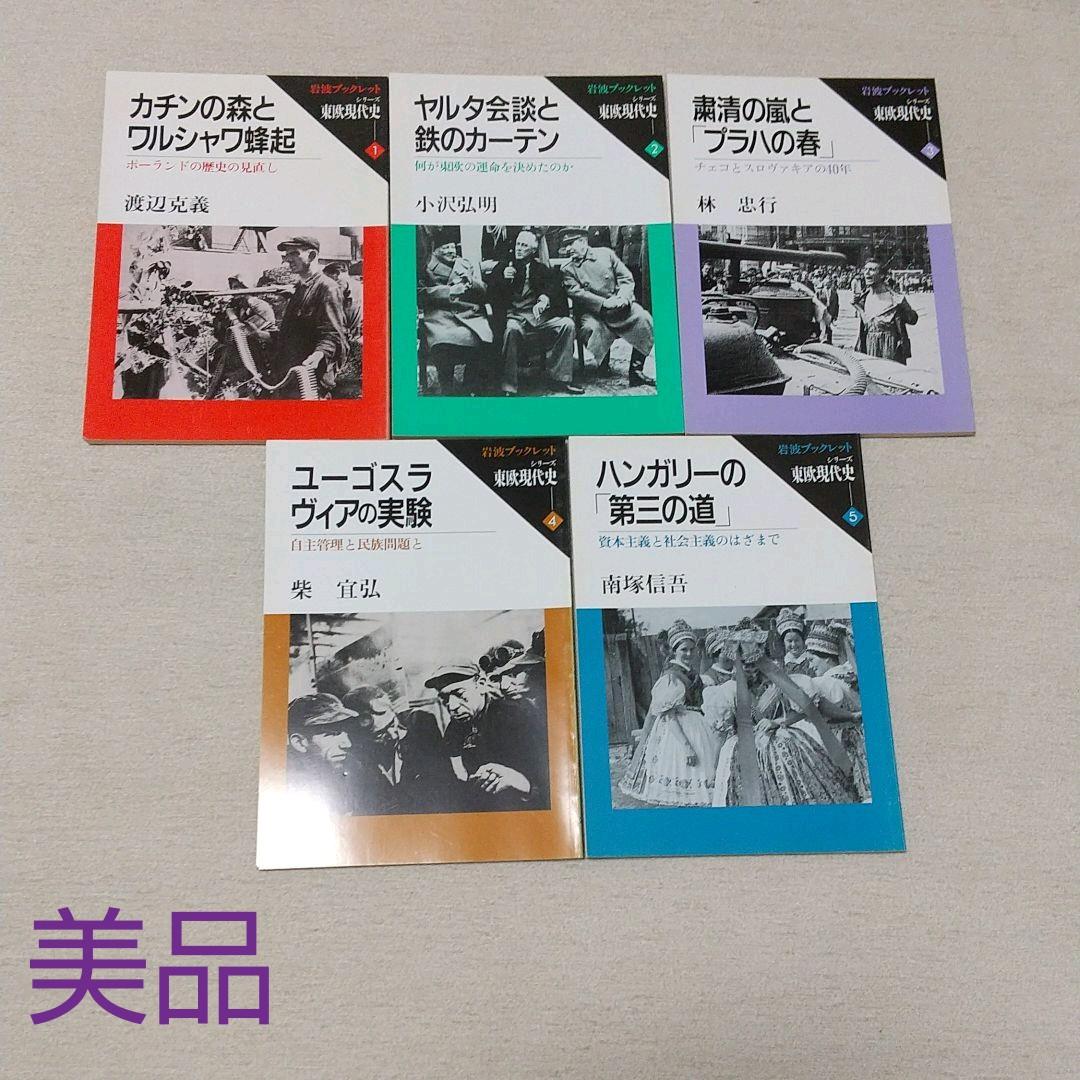 岩波ブックレット
シリーズ
東欧現代史
1
カチンの森と
ワルシャワ蜂起
ポーランドの歴史の見直し
渡辺克義
岩波ブックレット
シリーズ
東欧現代史
2
ヤルタ会談と
鉄のカーテン
何が東欧の運命を決めたのか
小沢弘明
岩波ブックレット
シリーズ
東欧現代史
3
粛清の嵐と
「プラハの春」
チェコとスロヴァキアの40年
林 忠行
岩波ブックレット
シリーズ
東欧現代史
4
ユーゴスラ
ヴィアの実験
自主管理と民族問題と
柴 宜弘
岩波ブックレット
シリーズ
東欧現代史
5
ハンガリーの
「第三の道」
資本主義と社会主義のはざまで
南塚信吾
美品